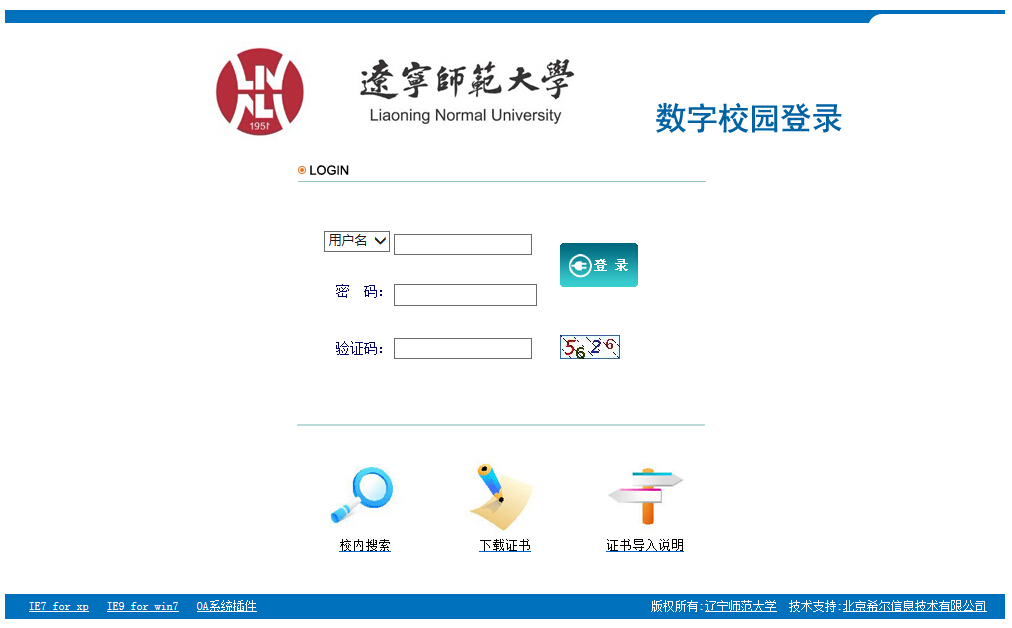 LIN
NLI
1951
遼寧師範大學
Liaoning Normal University
数字校园登录
LOGIN
用户名
登 录
密 码：
验证码：
5626
校内搜索
下载证书
证书导入说明
IE7 for xp IE9 for win7 OA系统插件
版权所有:辽宁师范大学 技术支持:北京希尔信息技术有限公司